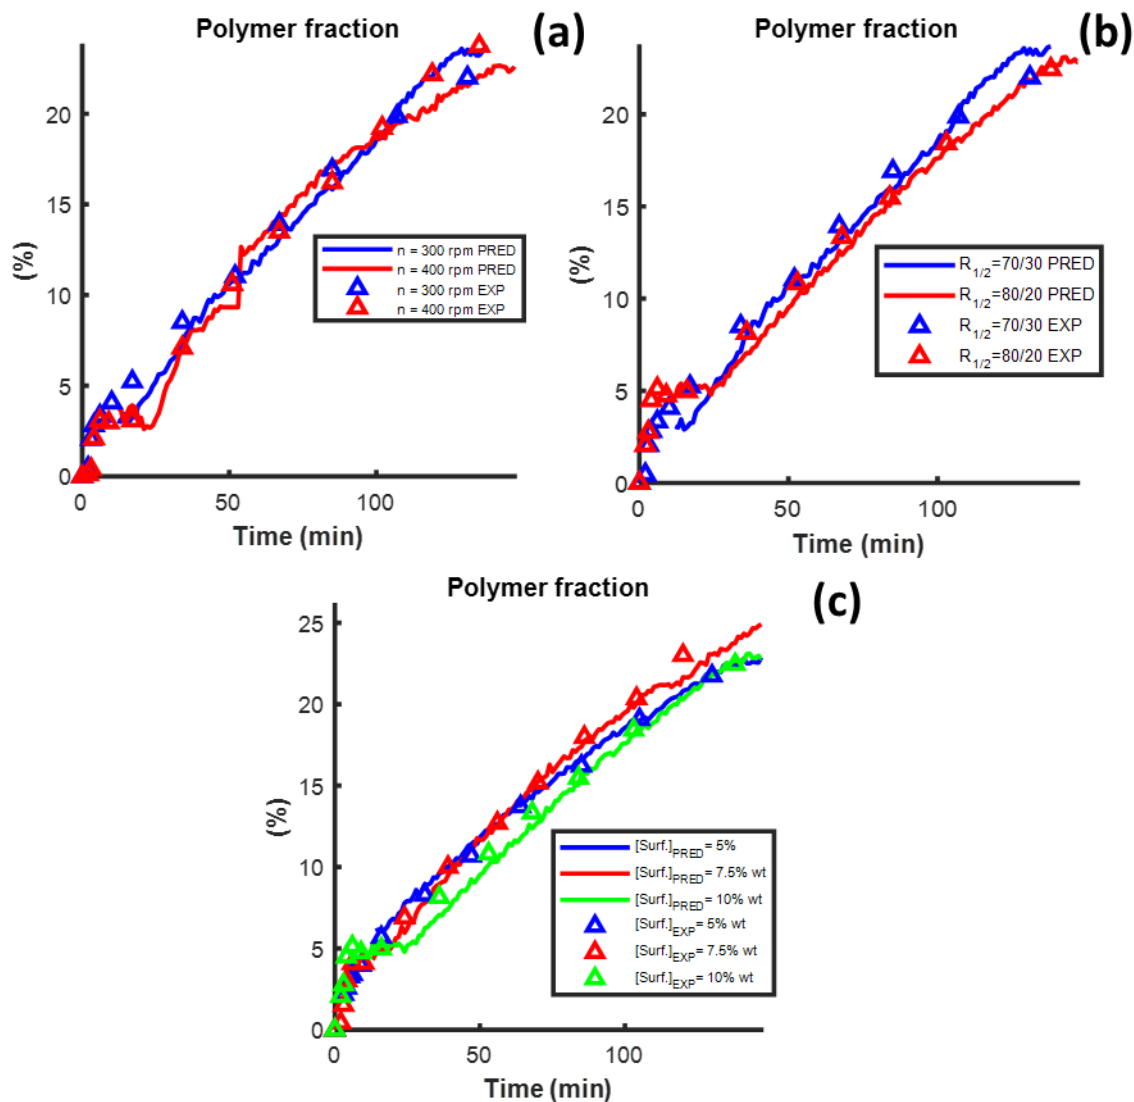 Polymer fraction
(a)
20
15
10
5
0
(%)
n = 300 rpm PRED
n = 400 rpm PRED
n = 300 rpm EXP
n = 400 rpm EXP
0 50 100
Time (min)
Polymer fraction
(b)
20
15
10
5
0
(%)
R1/2=70/30 PRED
R1/2=80/20 PRED
R1/2=70/30 EXP
R1/2=80/20 EXP
0 50 100
Time (min)
Polymer fraction
(c)
25
20
15
10
5
0
(%)
[Surf.]PRED= 5%
[Surf.]PRED= 7.5% wt
[Surf.]PRED= 10% wt
[Surf.]EXP= 5% wt
[Surf.]EXP= 7.5% wt
[Surf.]EXP= 10% wt
0 50 100
Time (min)